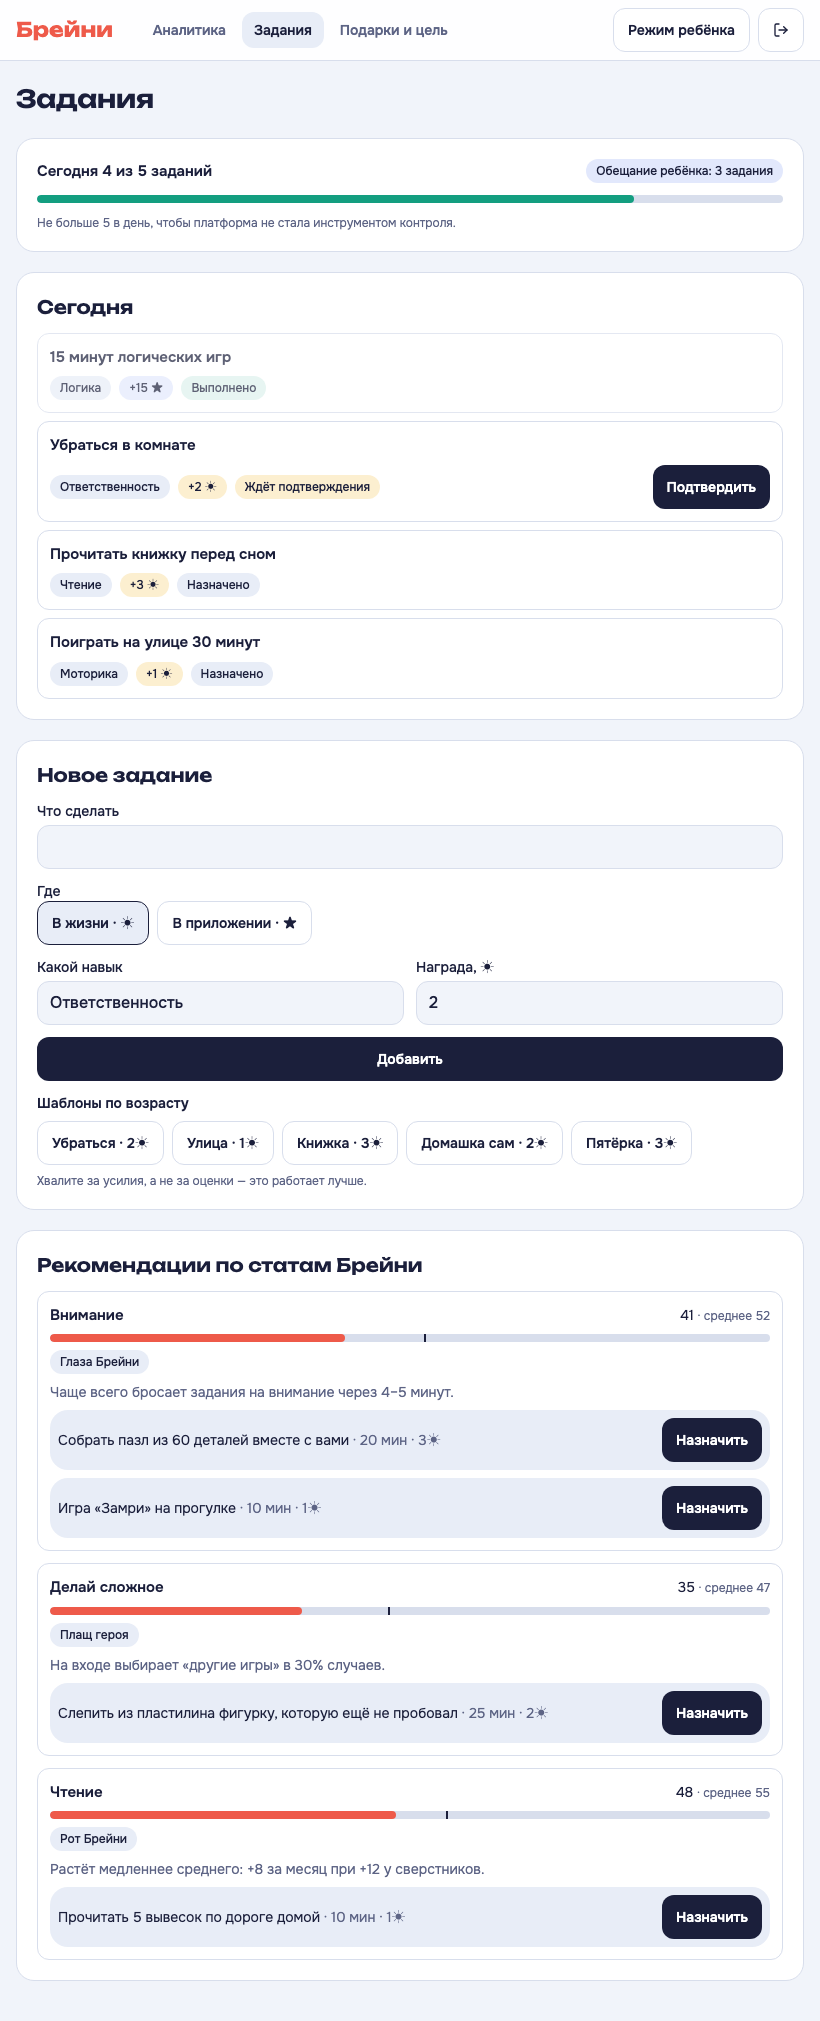 Брейни
Аналитика
Задания
Подарки и цель
Режим ребёнка
Задания
Сегодня 4 из 5 заданий
Обещание ребёнка: 3 задания
Не больше 5 в день, чтобы платформа не стала инструментом контроля.
Сегодня
15 минут логических игр
Логика +15 ★ Выполнено
Убраться в комнате
Ответственность +2 ☀ Ждёт подтверждения
Подтвердить
Прочитать книжку перед сном
Чтение +3 ☀ Назначено
Поиграть на улице 30 минут
Моторика +1 ☀ Назначено
Новое задание
Что сделать
Где
В жизни · ☀ В приложении · ★
Какой навык Награда, ☀
Ответственность 2
Добавить
Шаблоны по возрасту
Убраться · 2☀ Улица · 1☀ Книжка · 3☀ Домашка сам · 2☀ Пятёрка · 3☀
Хвалите за усилия, а не за оценки — это работает лучше.
Рекомендации по статам Брейни
Внимание 41 · среднее 52
Глаза Брейни
Чаще всего бросает задания на внимание через 4–5 минут.
Собрать пазл из 60 деталей вместе с вами · 20 мин · 3☀ Назначить
Игра «Замри» на прогулке · 10 мин · 1☀ Назначить
Делай сложное 35 · среднее 47
Плащ героя
На входе выбирает «другие игры» в 30% случаев.
Слепить из пластилина фигурку, которую ещё не пробовал · 25 мин · 2☀ Назначить
Чтение 48 · среднее 55
Рот Брейни
Растёт медленнее среднего: +8 за месяц при +12 у сверстников.
Прочитать 5 вывесок по дороге домой · 10 мин · 1☀ Назначить